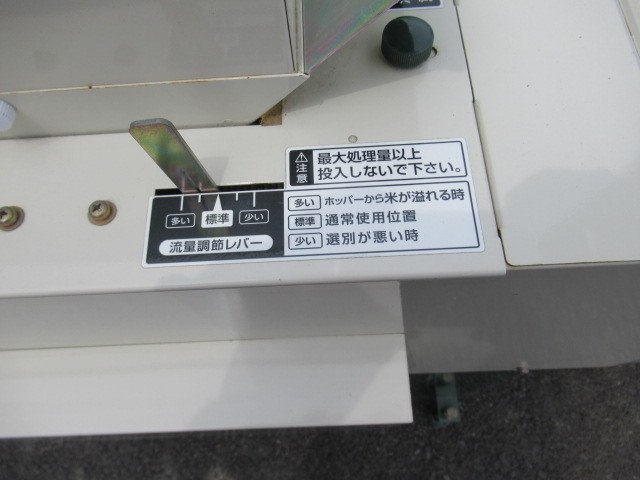 注意
最大処理量以上
投入しないで下さい。
多い 標準 少い
流量調節レバー
多い ホッパーから米が溢れる時
標準 通常使用位置
少い 選別が悪い時